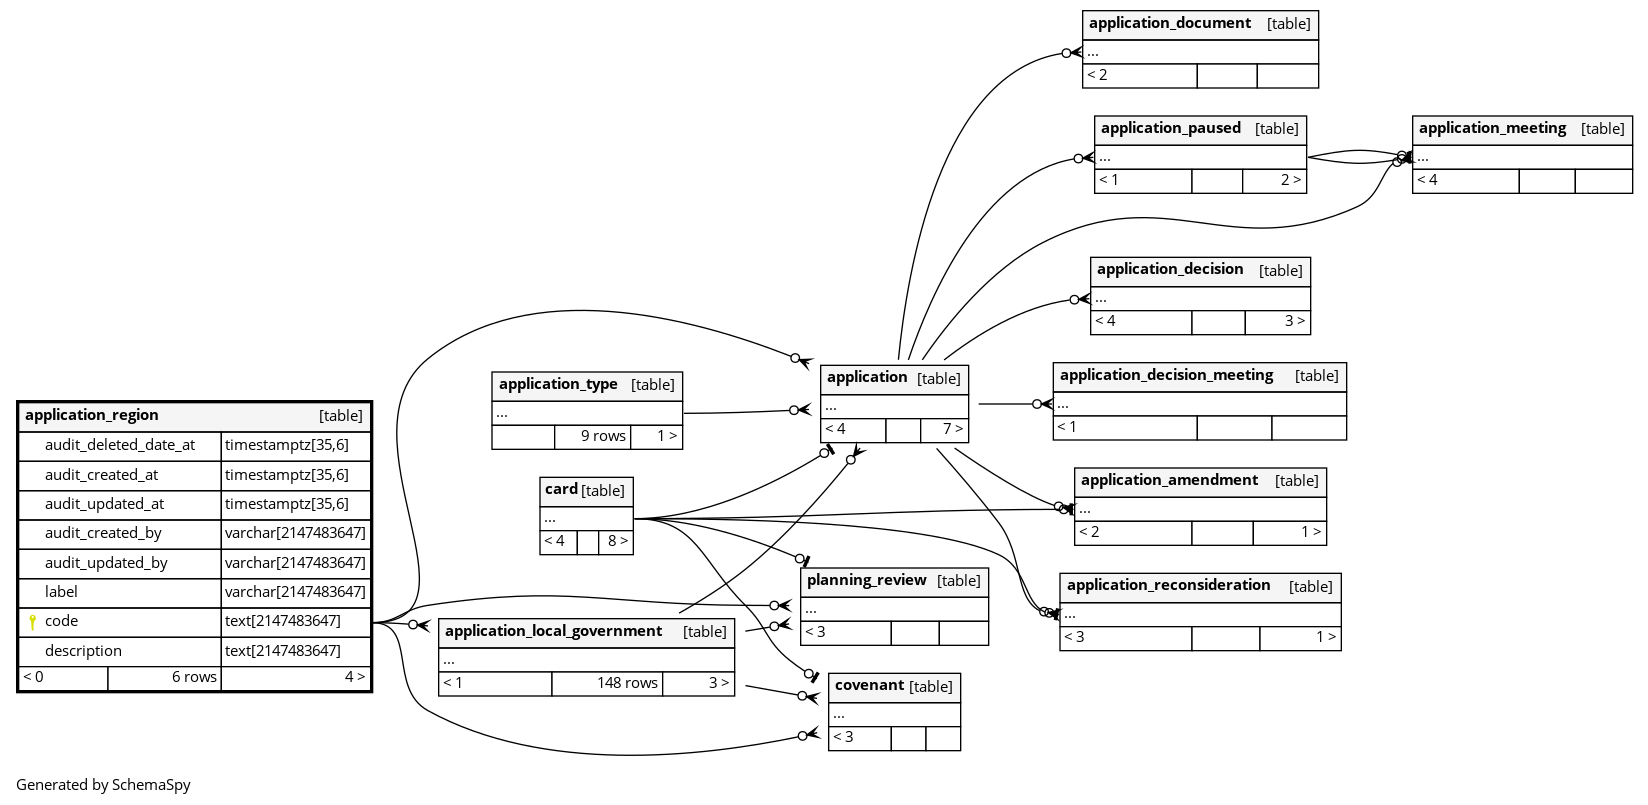 application_document [table]
...
< 2
application_paused [table]
...
< 1 2 >
application_meeting [table]
...
< 4
application_decision [table]
...
< 4 3 >
application_type [table]
...
9 rows 1 >
application [table]
...
< 4 7 >
application_decision_meeting [table]
...
< 1
application_region [table]
audit_deleted_date_at timestamptz[35,6]
audit_created_at timestamptz[35,6]
audit_updated_at timestamptz[35,6]
audit_created_by varchar[2147483647]
audit_updated_by varchar[2147483647]
label varchar[2147483647]
code text[2147483647]
description text[2147483647]
< 0 6 rows 4 >
card [table]
...
< 4 8 >
application_amendment [table]
...
< 2 1 >
planning_review [table]
...
< 3
application_reconsideration [table]
...
< 3 1 >
application_local_government [table]
...
< 1 148 rows 3 >
covenant [table]
...
< 3
Generated by SchemaSpy